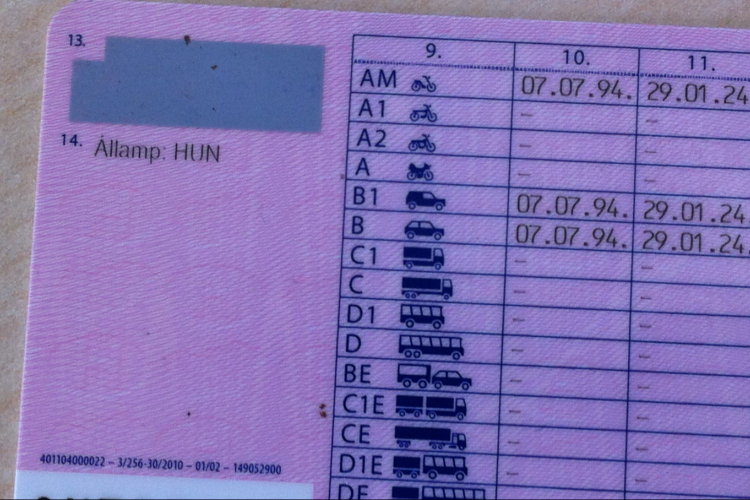 13.
14. Államp: HUN
9. 10. 11.
AM 07.07.94. 29.01.24
A1 – –
A2 – –
A – –
B1 07.07.94. 29.01.24
B 07.07.94. 29.01.24
C1 – –
C – –
D1 – –
D – –
BE – –
C1E – –
CE – –
D1E – –
DE
401104000022 – 3/256-30/2010 – 01/02 – 149052900